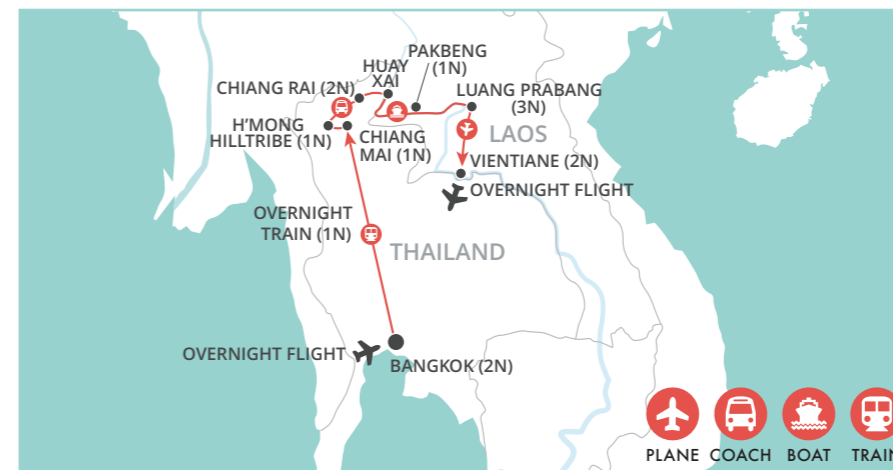 PAKBENG
(1N)
HUAY
XAI
CHIANG RAI (2N)
LUANG PRABANG
(3N)
H'MONG
HILLTRIBE (1N)
CHIANG
MAI (1N)
LAOS
VIENTIANE (2N)
OVERNIGHT FLIGHT
OVERNIGHT
TRAIN (1N)
THAILAND
OVERNIGHT FLIGHT
BANGKOK (2N)
PLANE
COACH
BOAT
TRAIN